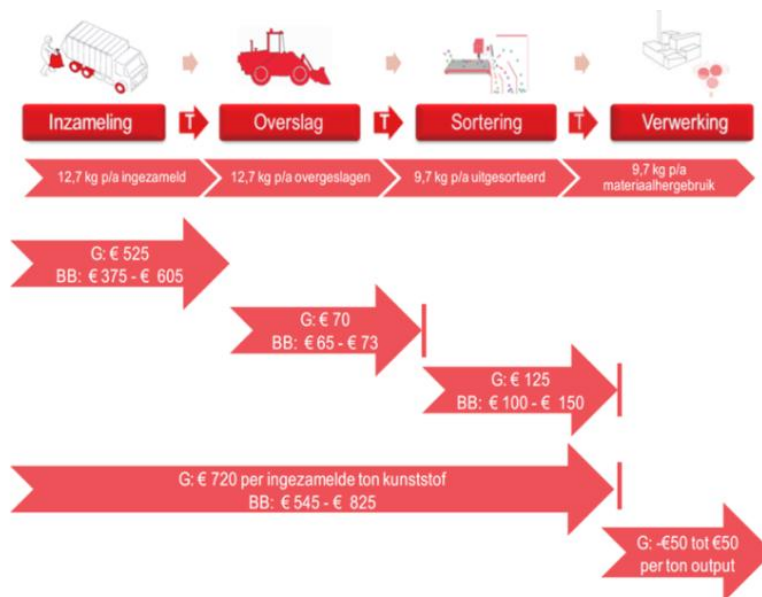 Inzameling T Overslag T Sortering T Verwerking
12,7 kg p/a ingezameld
12,7 kg p/a overgeslagen
9,7 kg p/a uitgesorteerd
9,7 kg p/a
materiaalhergebruik
G: € 525
BB: € 375 - € 605
G: € 70
BB: € 65 - € 73
G: € 125
BB: € 100 - € 150
G: € 720 per ingezamelde ton kunststof
BB: € 545 - € 825
G: -€50 tot €50
per ton output